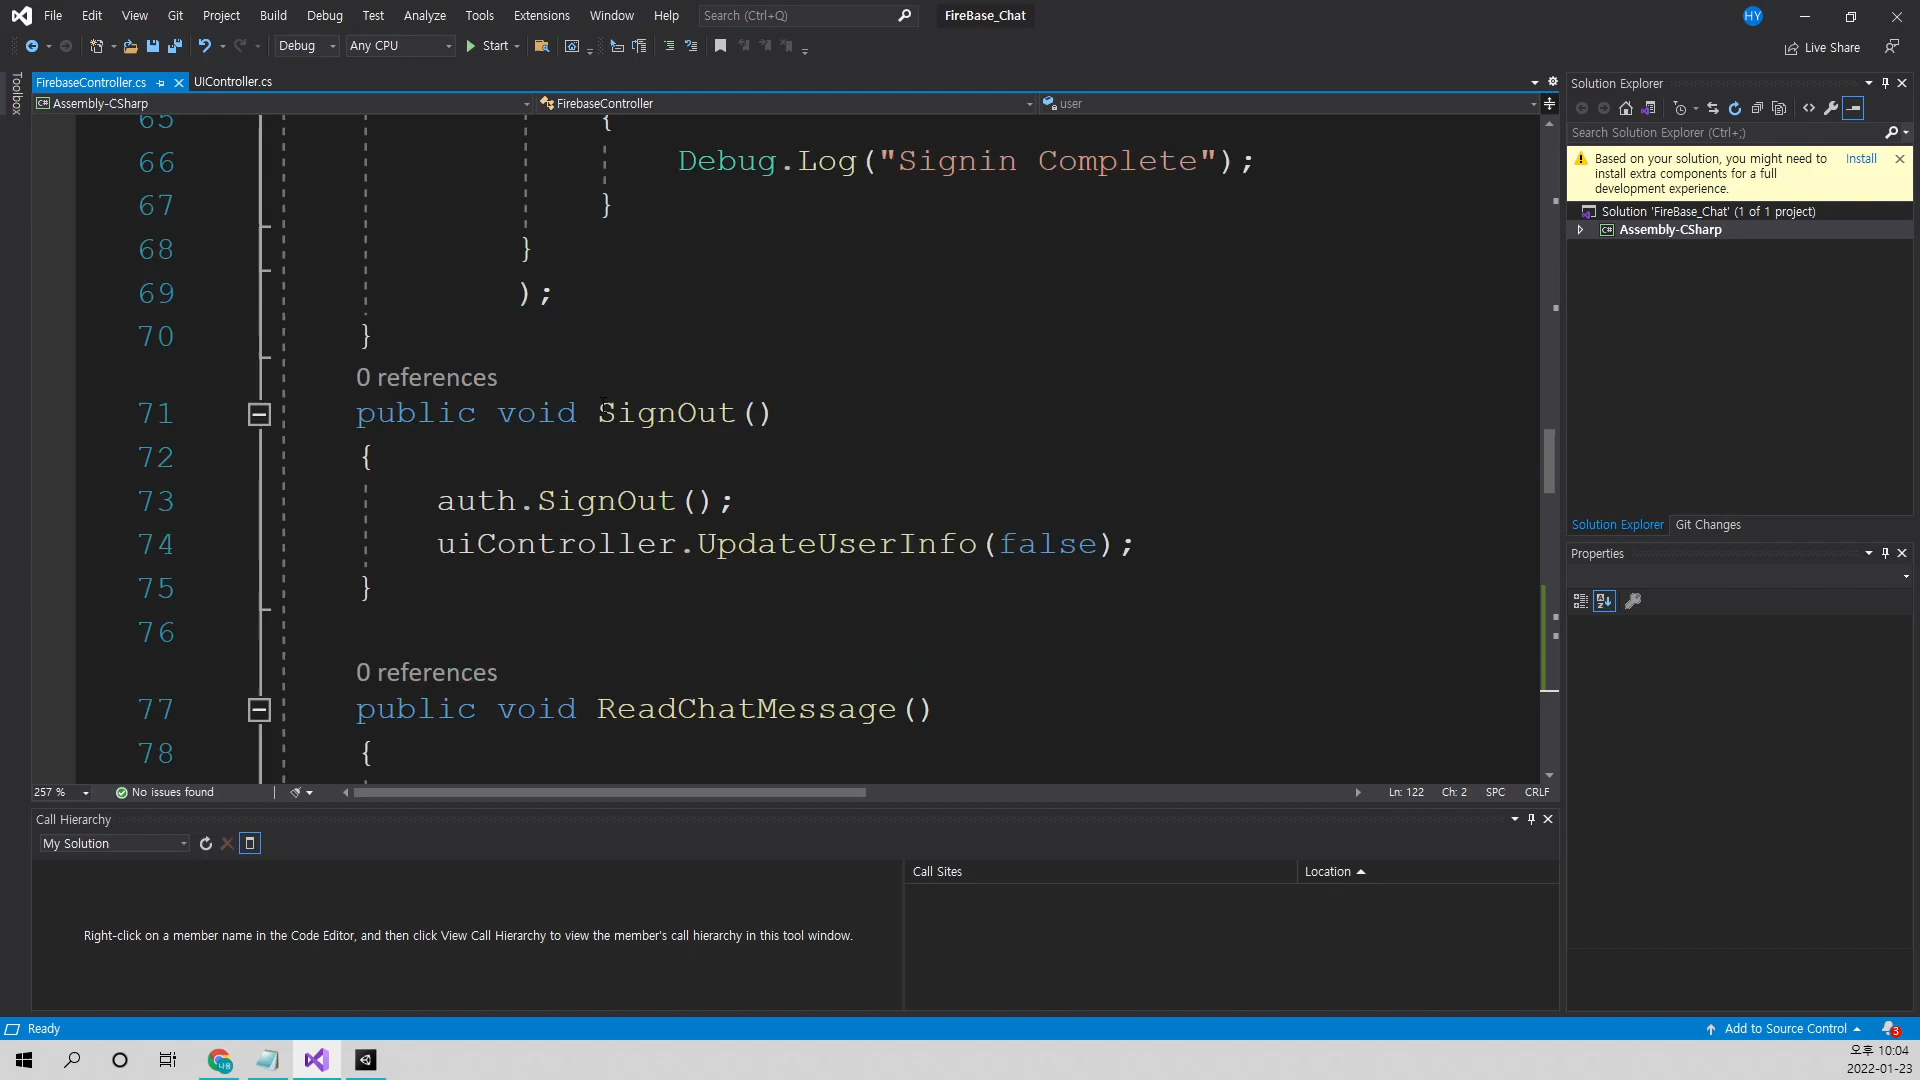 File Edit View Git Project Build Debug Test Analyze Tools Extensions Window Help Search (Ctrl+Q) FireBase_Chat HY
Debug Any CPU Start Live Share
Toolbox
FirebaseController.cs UIController.cs
Assembly-CSharp FirebaseController user
65 {
66 Debug.Log("Signin Complete");
67 }
68 }
69 );
70 }
0 references
71 public void SignOut()
72 {
73 auth.SignOut();
74 uiController.UpdateUserInfo(false);
75 }
76
0 references
77 public void ReadChatMessage()
78 {
257 % No issues found Ln: 122 Ch: 2 SPC CRLF
Call Hierarchy
My Solution
Call Sites Location
Right-click on a member name in the Code Editor, and then click View Call Hierarchy to view the member's call hierarchy in this tool window.
Solution Explorer
Search Solution Explorer (Ctrl+;)
Based on your solution, you might need to Install
install extra components for a full
development experience.
Solution 'FireBase_Chat' (1 of 1 project)
Assembly-CSharp
Solution Explorer Git Changes
Properties
Ready Add to Source Control 3
오후 10:04
2022-01-23